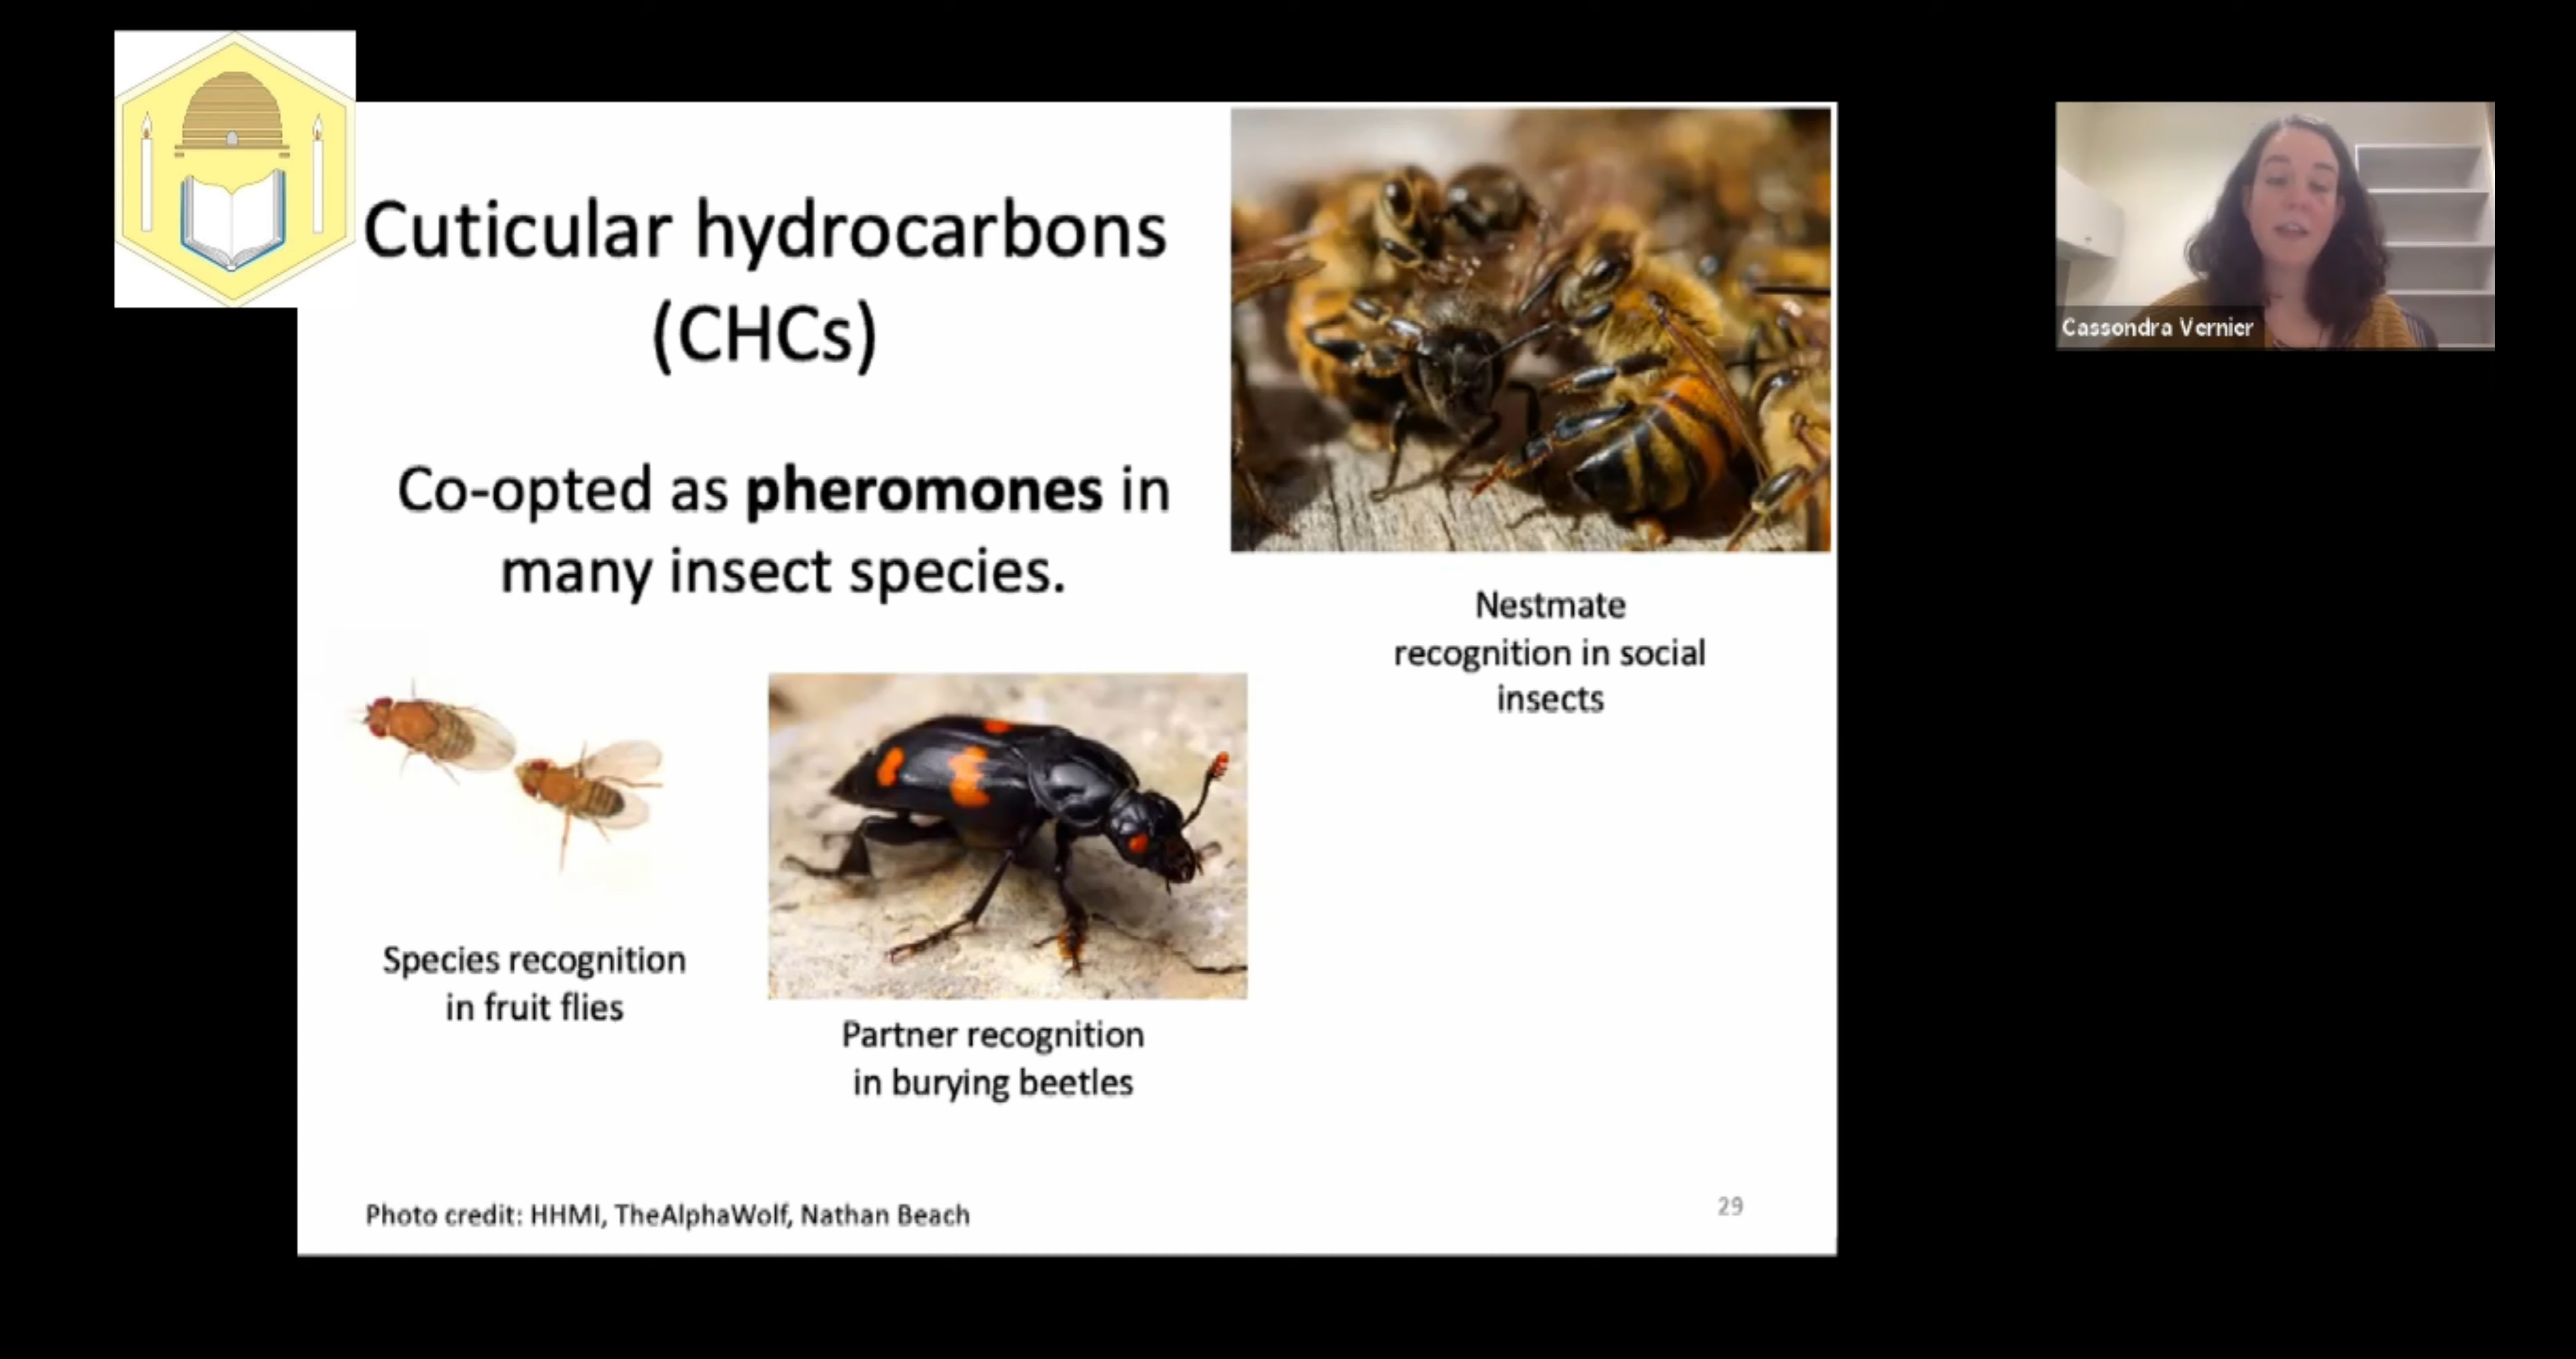 Cuticular hydrocarbons
(CHCs)
Co-opted as pheromones in
many insect species.
Nestmate
recognition in social
insects
Species recognition
in fruit flies
Partner recognition
in burying beetles
Photo credit: HHMI, TheAlphaWolf, Nathan Beach
29
Cassondra Vernier